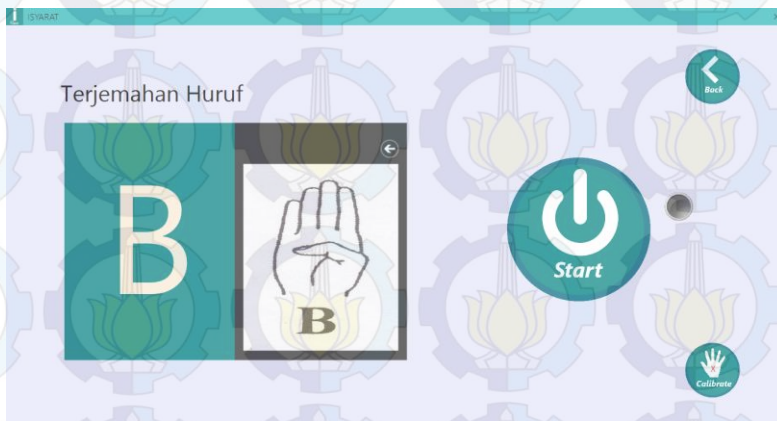 ISYARAT
Back
Terjemahan Huruf
B
B
Start
Calibrate